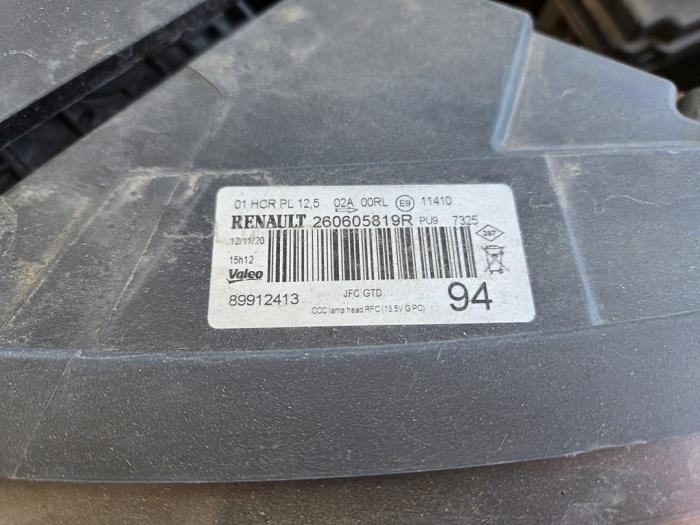 01 HCR PL 12,5 02A 00RL E9 11410
RENAULT 260605819R PU9 7325
12/11/20
287
15h12
Valeo
89912413 JFC GTD 94
CCC lamp head RFC (13.5V G PC)